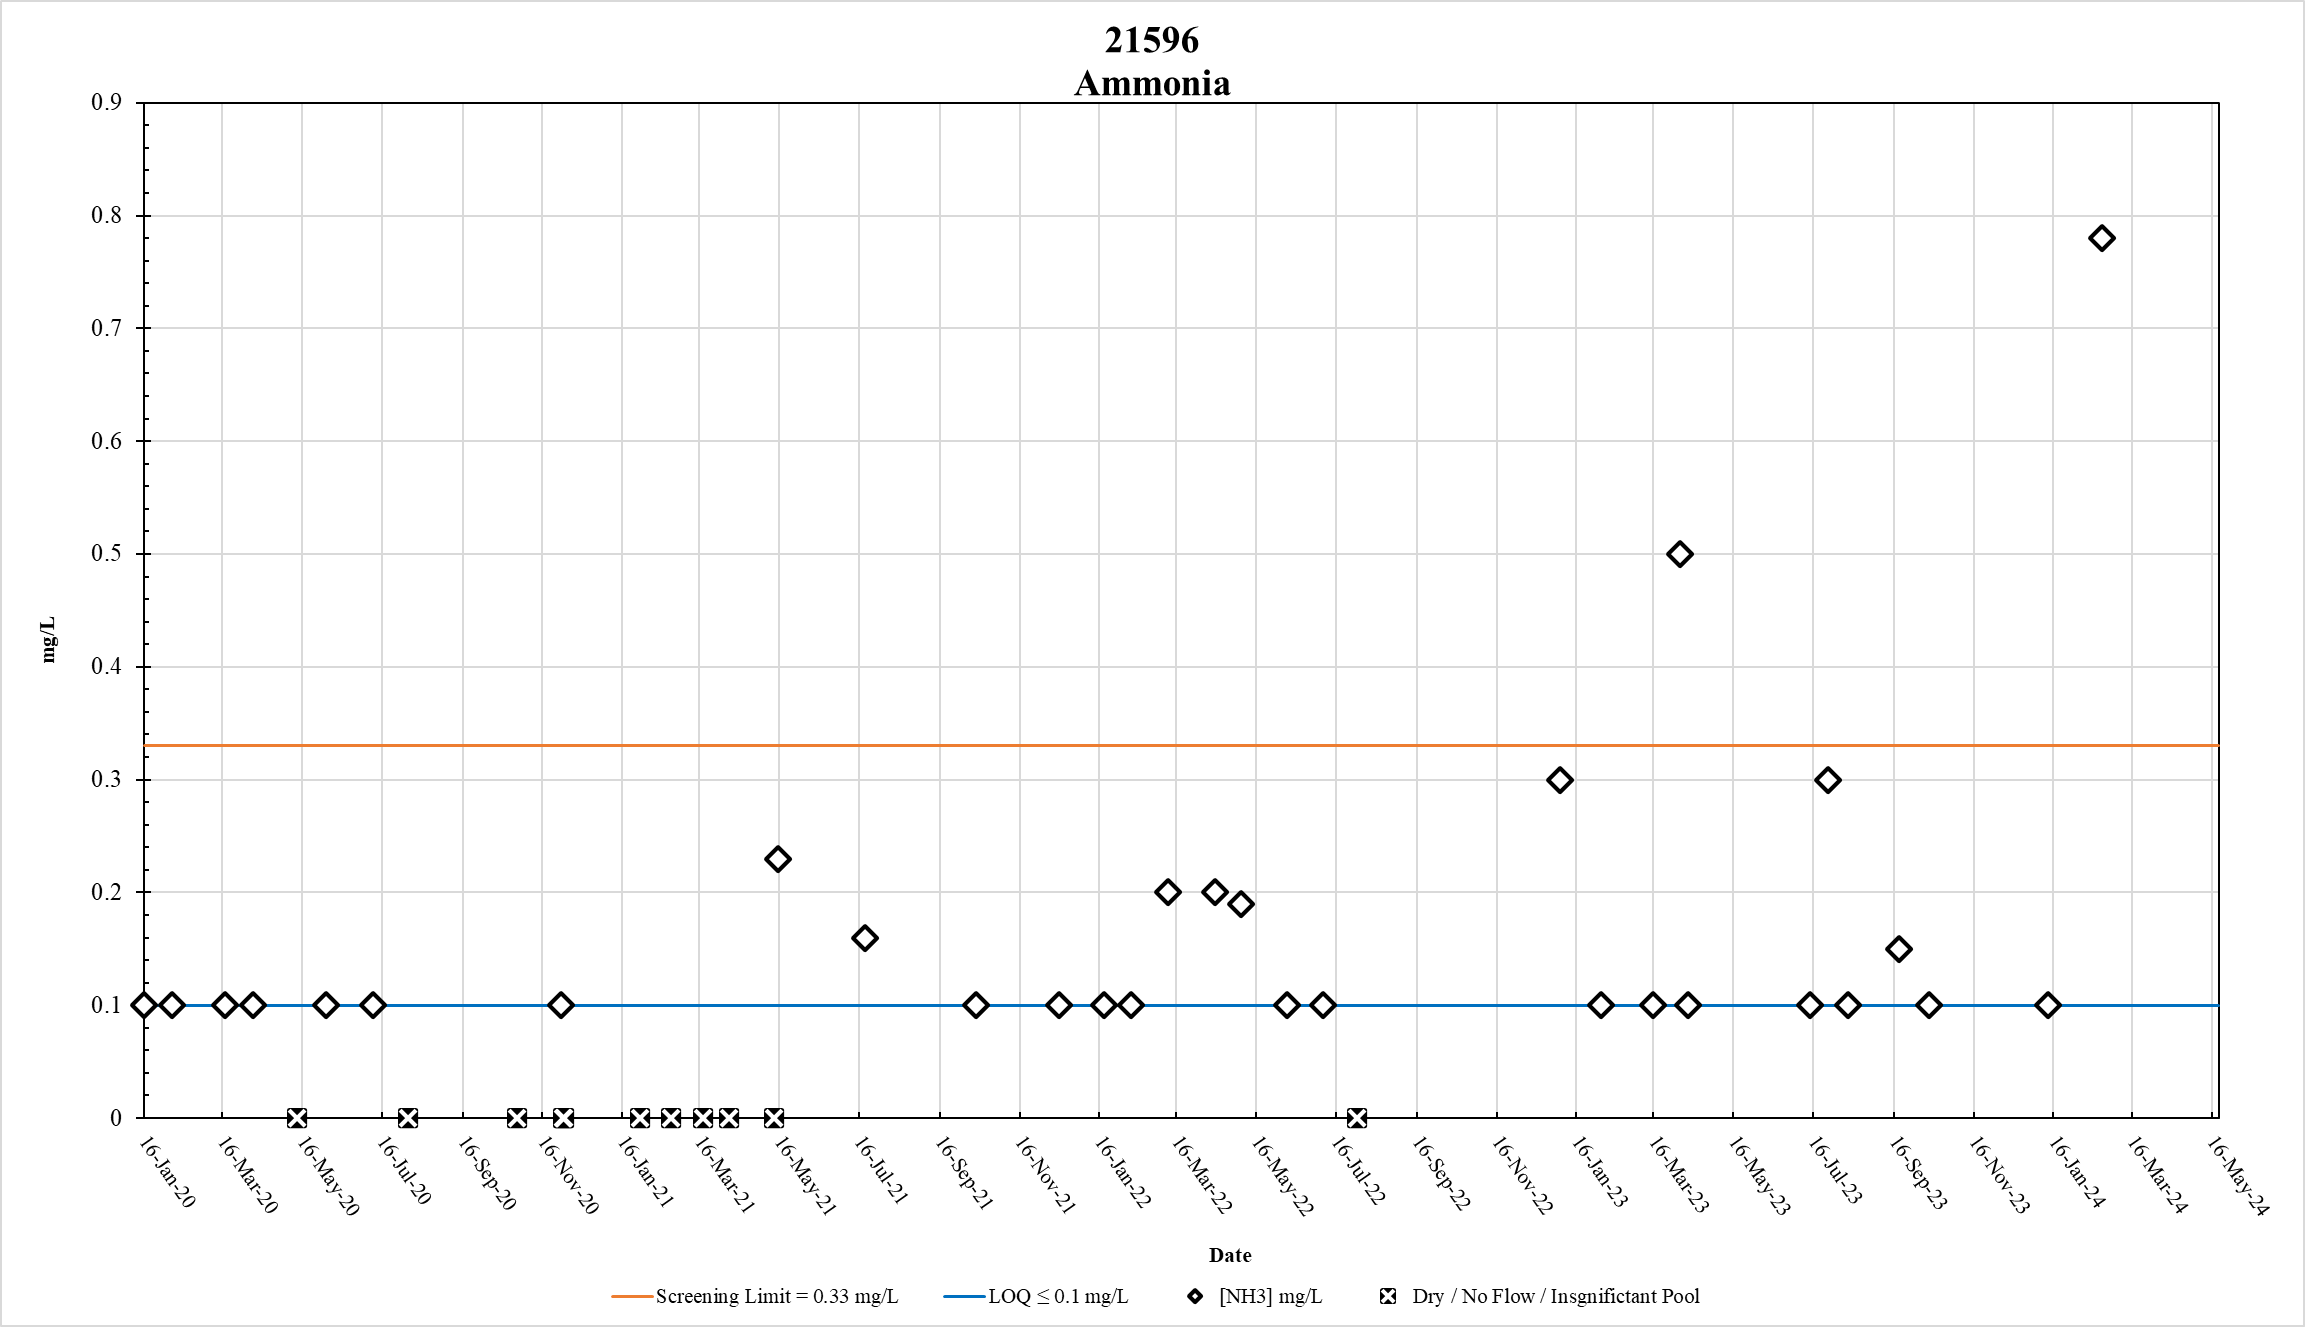 21596
Ammonia
0.9
0.8
0.7
0.6
0.5
0.4
0.3
0.2
0.1
0
mg/L
16-Jan-20
16-Mar-20
16-May-20
16-Jul-20
16-Sep-20
16-Nov-20
16-Jan-21
16-Mar-21
16-May-21
16-Jul-21
16-Sep-21
16-Nov-21
16-Jan-22
16-Mar-22
16-May-22
16-Jul-22
16-Sep-22
16-Nov-22
16-Jan-23
16-Mar-23
16-May-23
16-Jul-23
16-Sep-23
16-Nov-23
16-Jan-24
16-Mar-24
16-May-24
Date
Screening Limit = 0.33 mg/L
LOQ ≤ 0.1 mg/L
[NH3] mg/L
Dry / No Flow / Insgnifictant Pool